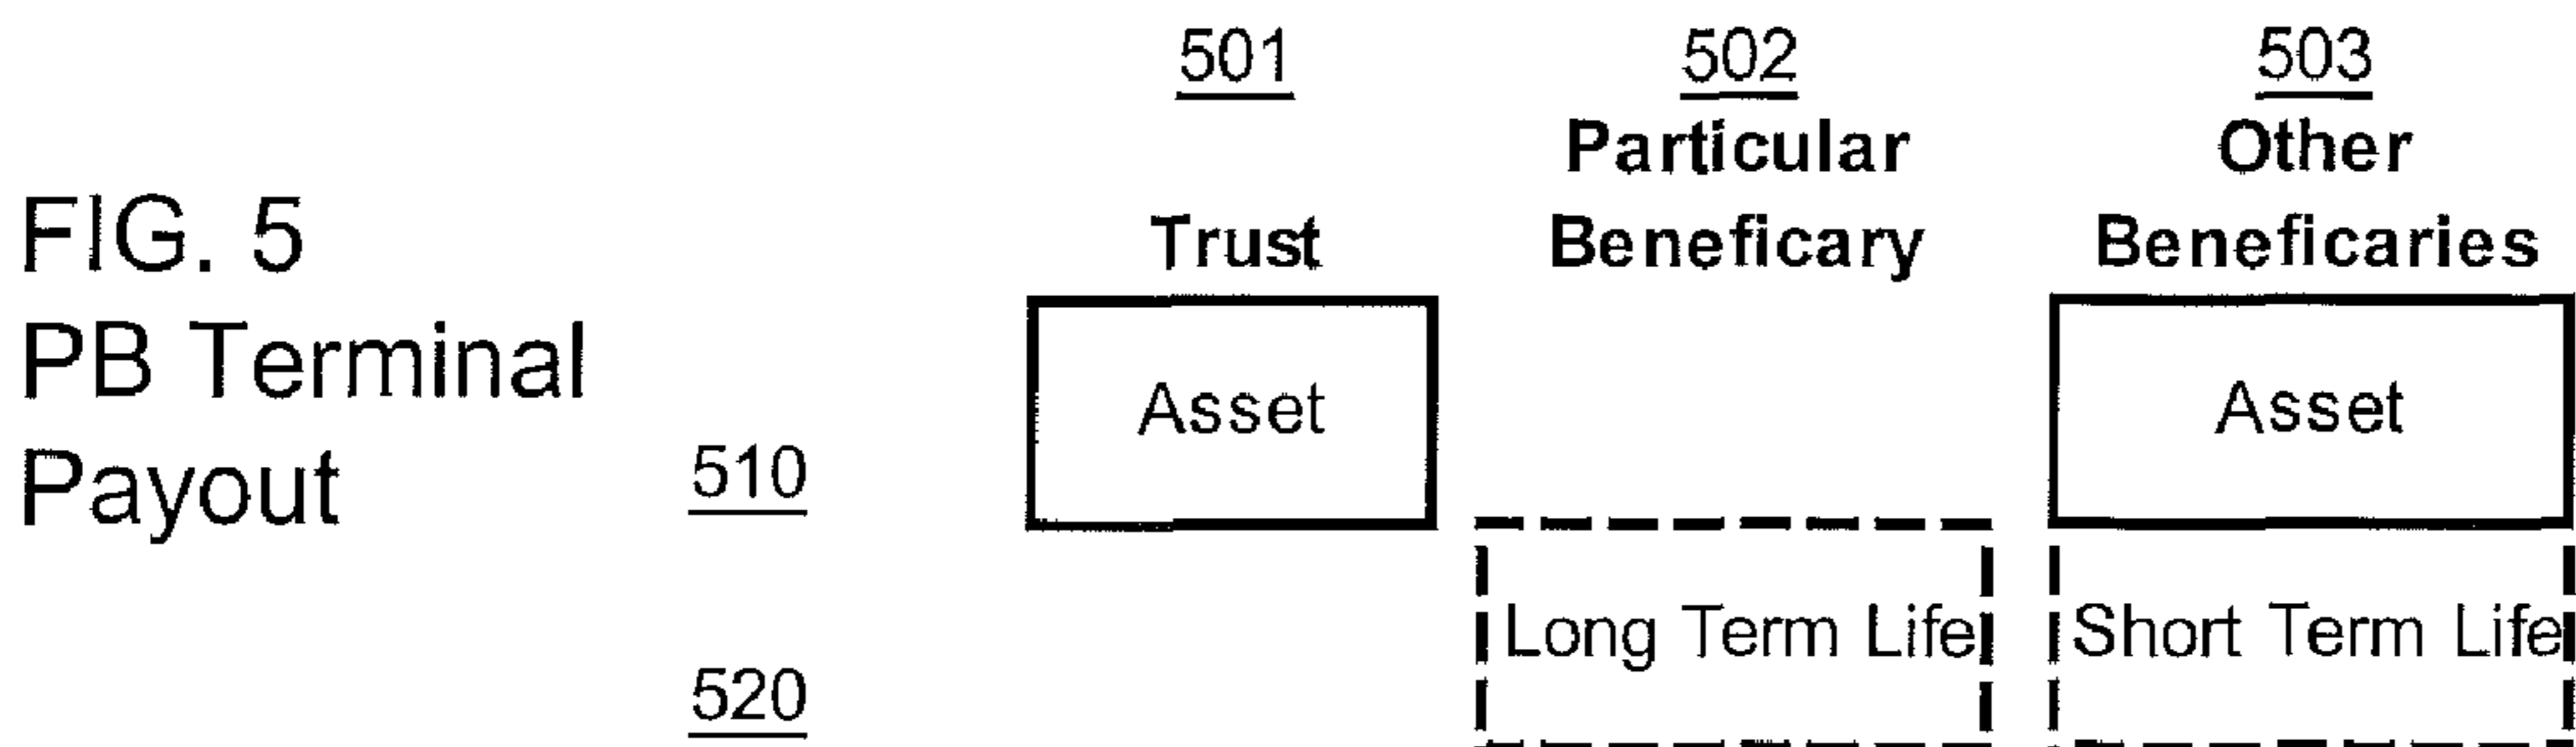 501 502 503
Particular Other
FIG. 5 Trust Beneficary Beneficaries
PB Terminal
Asset Asset
Payout 510
Long Term Life Short Term Life
520